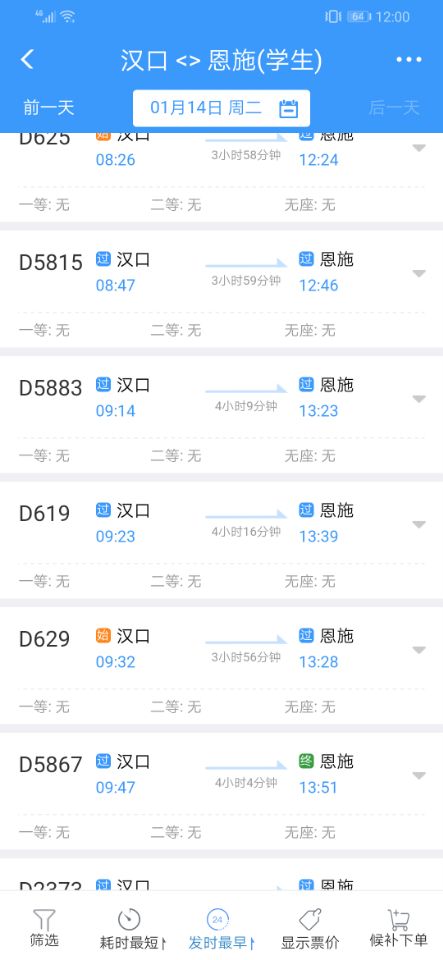 4G 64 12:00
汉口 <> 恩施(学生)
前一天 01月14日 周二 后一天
D625 始 汉口 3小时58分钟 过 恩施
08:26 12:24
一等: 无 二等: 无 无座: 无
D5815 过 汉口 3小时59分钟 过 恩施
08:47 12:46
一等: 无 二等: 无 无座: 无
D5883 过 汉口 4小时9分钟 过 恩施
09:14 13:23
一等: 无 二等: 无 无座: 无
D619 过 汉口 4小时16分钟 过 恩施
09:23 13:39
一等: 无 二等: 无 无座: 无
D629 始 汉口 3小时56分钟 过 恩施
09:32 13:28
一等: 无 二等: 无 无座: 无
D5867 过 汉口 4小时4分钟 终 恩施
09:47 13:51
一等: 无 二等: 无 无座: 无
D2373 过 汉口 过 恩施
24
筛选 耗时最短 发时最早 显示票价 候补下单